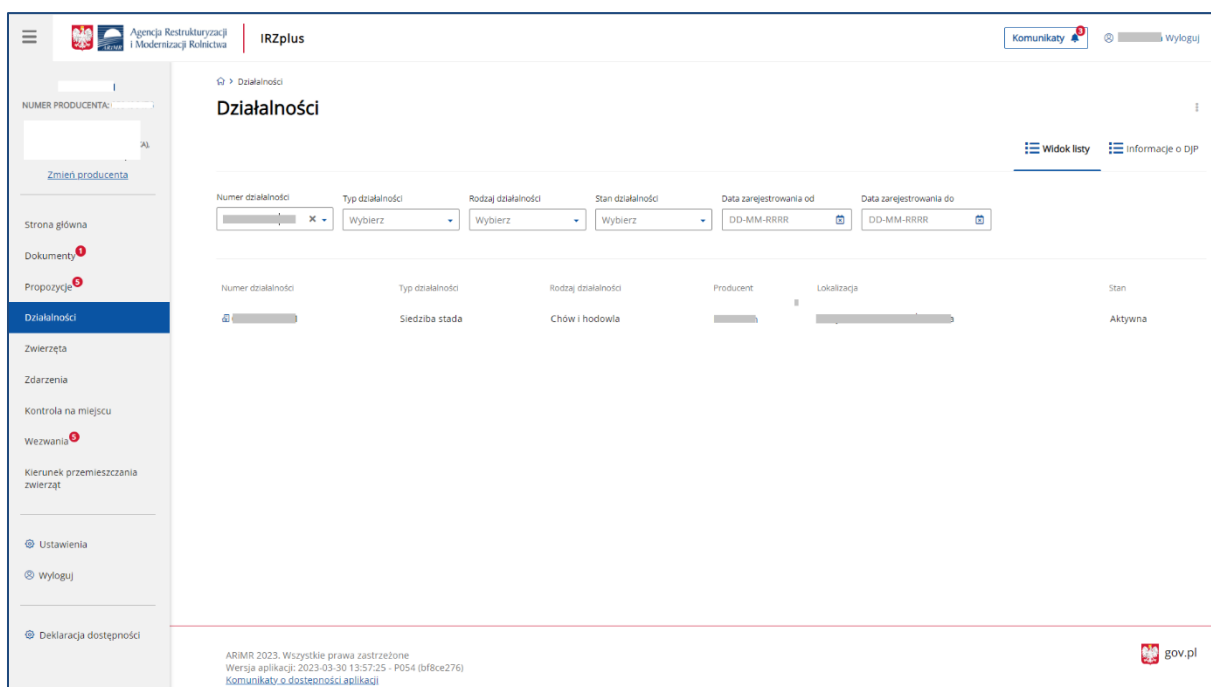 Agencja Restrukturyzacji
i Modernizacji Rolnictwa
ARiMR
IRZplus
Komunikaty 3
Wyloguj
NUMER PRODUCENTA:
Zmień producenta
Strona główna
Dokumenty 1
Propozycje 5
Działalności
Zwierzęta
Zdarzenia
Kontrola na miejscu
Wezwania 5
Kierunek przemieszczania
zwierząt
Ustawienia
Wyloguj
Deklaracja dostępności
> Działalności
Działalności
Widok listy Informacje o DJP
Numer działalności Typ działalności Rodzaj działalności Stan działalności Data zarejestrowania od Data zarejestrowania do
Wybierz Wybierz Wybierz DD-MM-RRRR DD-MM-RRRR
Numer działalności Typ działalności Rodzaj działalności Producent Lokalizacja Stan
Siedziba stada Chów i hodowla Aktywna
ARiMR 2023. Wszystkie prawa zastrzeżone
Wersja aplikacji: 2023-03-30 13:57:25 - P054 (bf8ce276)
Komunikaty o dostępności aplikacji
gov.pl